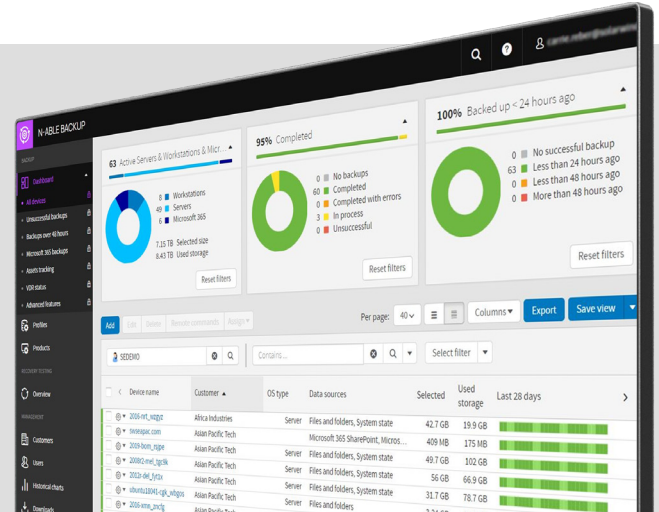 N-ABLE BACKUP
BACKUP
Dashboard
All devices
Unsuccessful backups
Backups over 48 hours
Microsoft 365 backups
Assets tracking
VDR status
Advanced features
Profiles
Products
RECOVERY TESTING
Overview
MANAGEMENT
Customers
Users
Historical charts
Downloads
63 Active Servers & Workstations & Micr...
8 Workstations
49 Servers
6 Microsoft 365
7.15 TB Selected size
8.43 TB Used storage
Reset filters
95% Completed
0 No backups
60 Completed
0 Completed with errors
3 In process
0 Unsuccessful
Reset filters
100% Backed up < 24 hours ago
0 No successful backup
63 Less than 24 hours ago
0 Less than 48 hours ago
0 More than 48 hours ago
Reset filters
Add Edit Delete Remote commands Assign Per page: 40 Columns Export Save view
SEDEMO Contains... Select filter
Device name Customer OS type Data sources Selected Used storage Last 28 days
Africa Industries Server Files and folders, System state 42.7 GB 19.9 GB
Asian Pacific Tech Microsoft 365 SharePoint, Micros... 409 MB 175 MB
Asian Pacific Tech Server Files and folders, System state 49.7 GB 102 GB
Asian Pacific Tech Server Files and folders, System state 56 GB 66.9 GB
Asian Pacific Tech Server Files and folders, System state 31.7 GB 78.7 GB
Asian Pacific Tech Server Files and folders